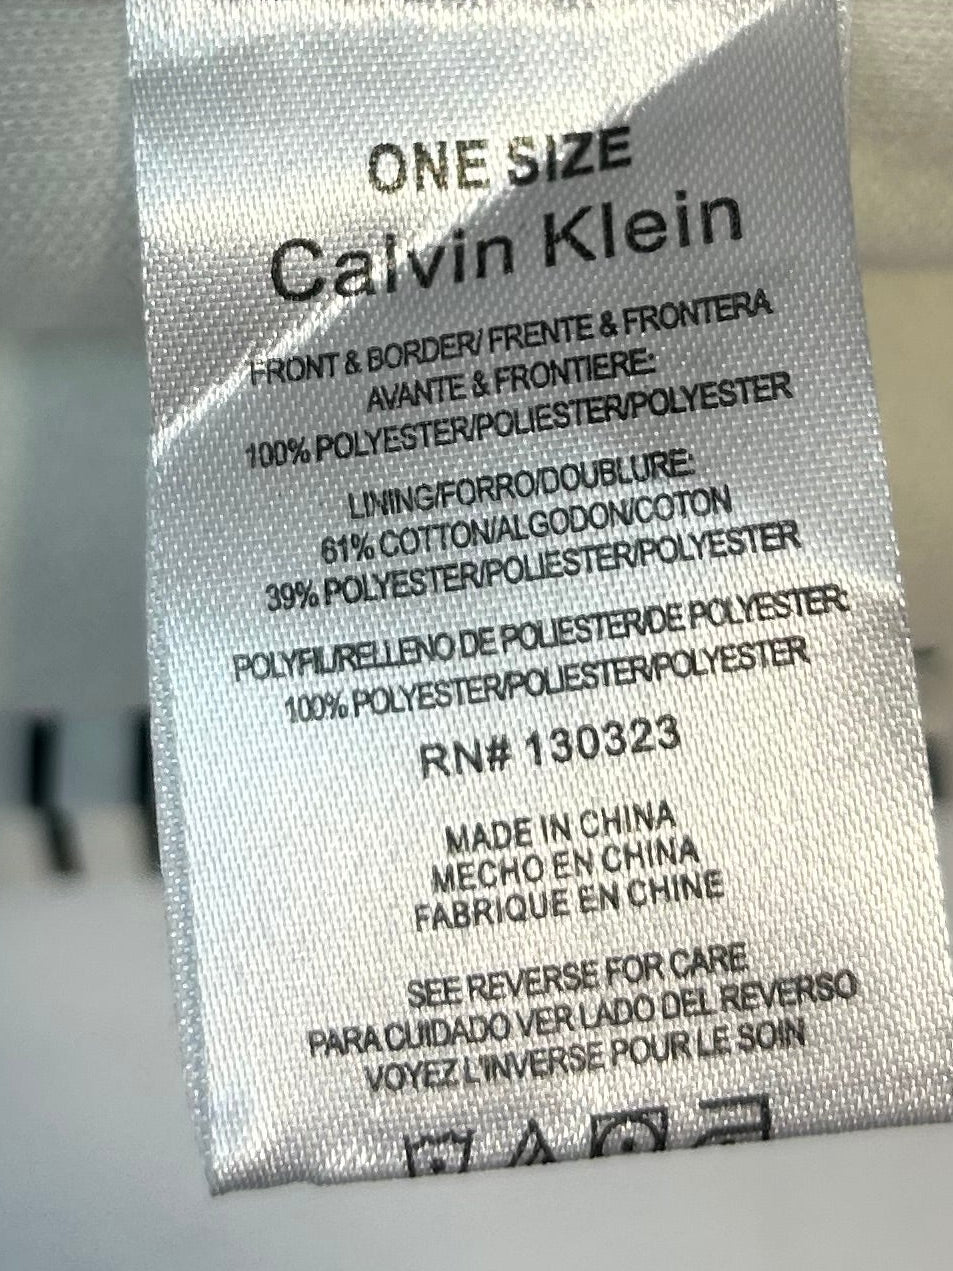 ONE SIZE
Calvin Klein
FRONT & BORDER/ FRENTE & FRONTERA
AVANTE & FRONTIERE:
100% POLYESTER/POLIESTER/POLYESTER
LINING/FORRO/DOUBLURE:
61% COTTON/ALGODON/COTON
39% POLYESTER/POLIESTER/POLYESTER
POLYFIL/RELLENO DE POLIESTER/DE POLYESTER:
100% POLYESTER/POLIESTER/POLYESTER
RN# 130323
MADE IN CHINA
MECHO EN CHINA
FABRIQUE EN CHINE
SEE REVERSE FOR CARE
PARA CUIDADO VER LADO DEL REVERSO
VOYEZ L'INVERSE POUR LE SOIN